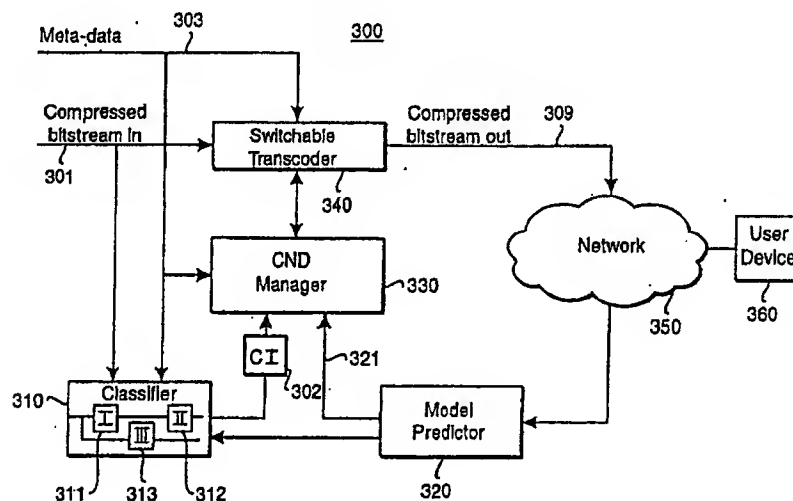 303
300
Meta-data
Compressed
bitstream in
301
Switchable
Transcoder
340
Compressed
bitstream out
309
Network
350
User
Device
360
CND
Manager
330
CI
302
321
310
Classifier
I
II
III
311
313
312
Model
Predictor
320